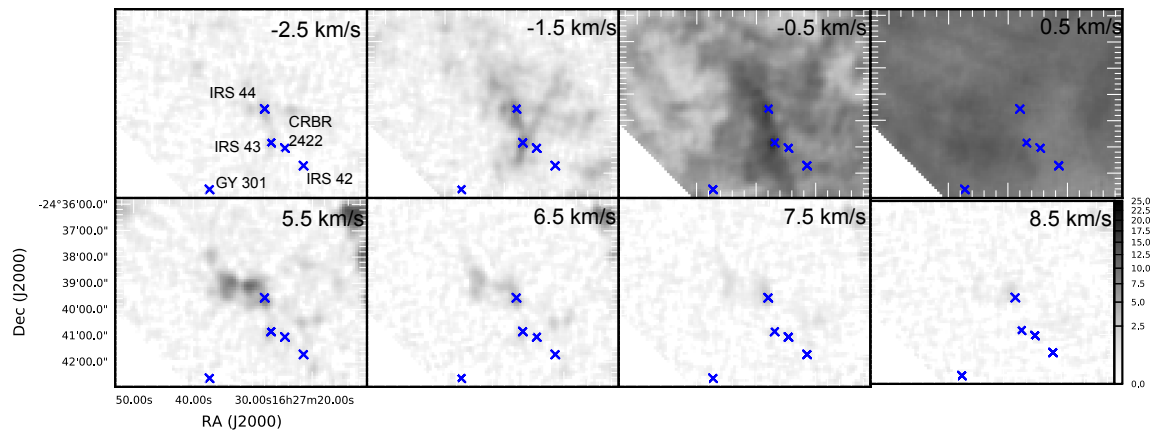 -2.5 km/s
-1.5 km/s
-0.5 km/s
0.5 km/s
IRS 44
CRBR
2422
IRS 43
IRS 42
GY 301
5.5 km/s
6.5 km/s
7.5 km/s
8.5 km/s
-24°36'00.0"
37'00.0"
38'00.0"
39'00.0"
40'00.0"
41'00.0"
42'00.0"
Dec (J2000)
50.00s
40.00s
30.00s
16h27m20.00s
RA (J2000)
25.0
22.5
20.0
17.5
15.0
12.5
10.0
7.5
5.0
2.5
0.0